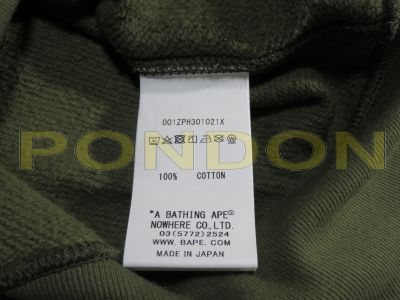 001ZPH301021X
PONDON
100% COTTON
"A BATHING APE®
NOWHERE CO.,LTD.
03(5772)2524
WWW.BAPE.COM
MADE IN JAPAN